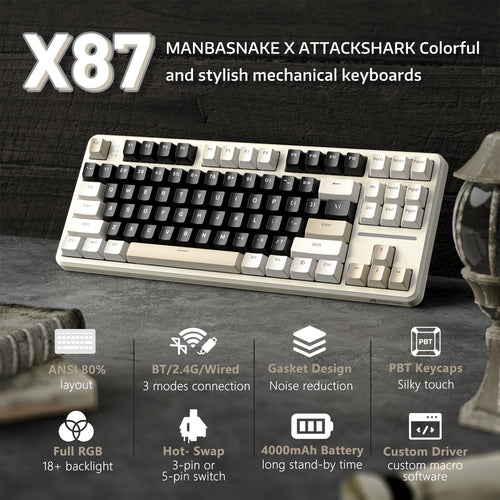 X87
MANBASNAKE X ATTACKSHARK Colorful
and stylish mechanical keyboards
ANSI 80%
layout
BT/2.4G/Wired
3 modes connection
Gasket Design
Noise reduction
PBT
PBT Keycaps
Silky touch
Full RGB
18+ backlight
Hot- Swap
3-pin or
5-pin switch
4000mAh Battery
long stand-by time
Custom Driver
custom macro
software